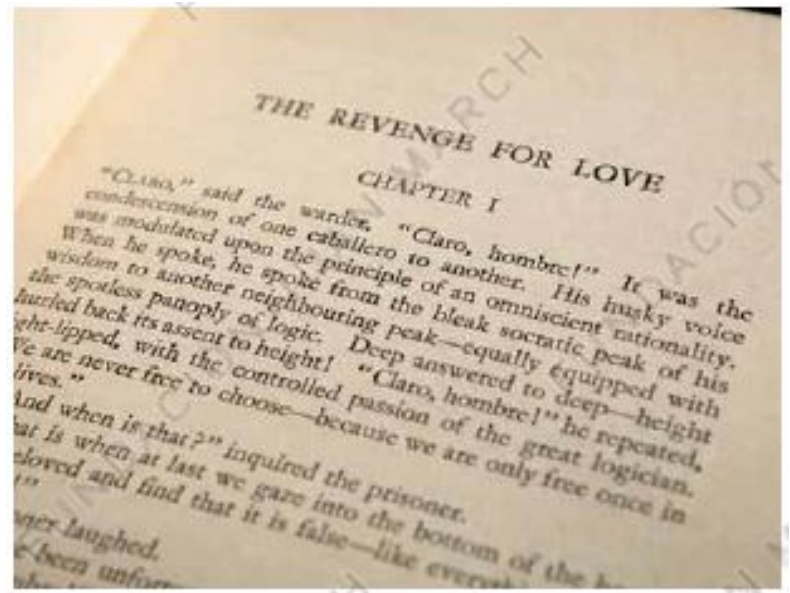 THE REVENGE FOR LOVE
CHAPTER I
"CLARO," said the warder. "Claro, hombre!" It was the
condescension of one caballero to another. His husky voice
was modulated upon the principle of an omniscient rationality.
When he spoke, he spoke from the bleak socratic peak of his
wisdom to another neighbouring peak—equally equipped with
the spotless panoply of logic. Deep answered to deep—height
hurled back its assent to height! "Claro, hombre!" he repeated,
ght-lipped, with the controlled passion of the great logician.
We are never free to choose—because we are only free once in
lives."
And when is that?" inquired the prisoner.
hat is when at last we gaze into the bottom of the
eloved and find that it is false—like
!"
oner laughed.
been